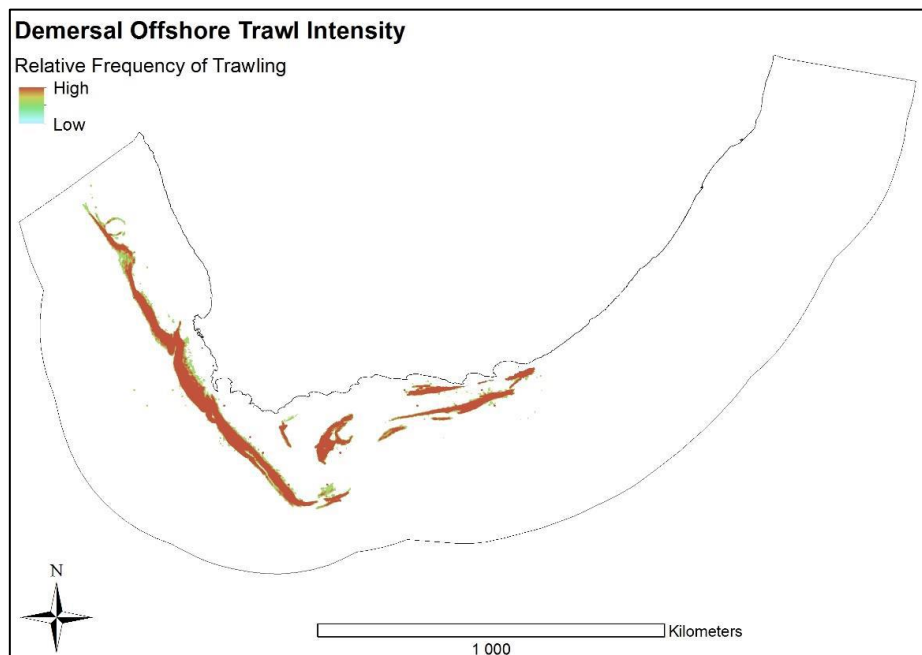 Demersal Offshore Trawl Intensity
Relative Frequency of Trawling
High
Low
N
Kilometers
1 000